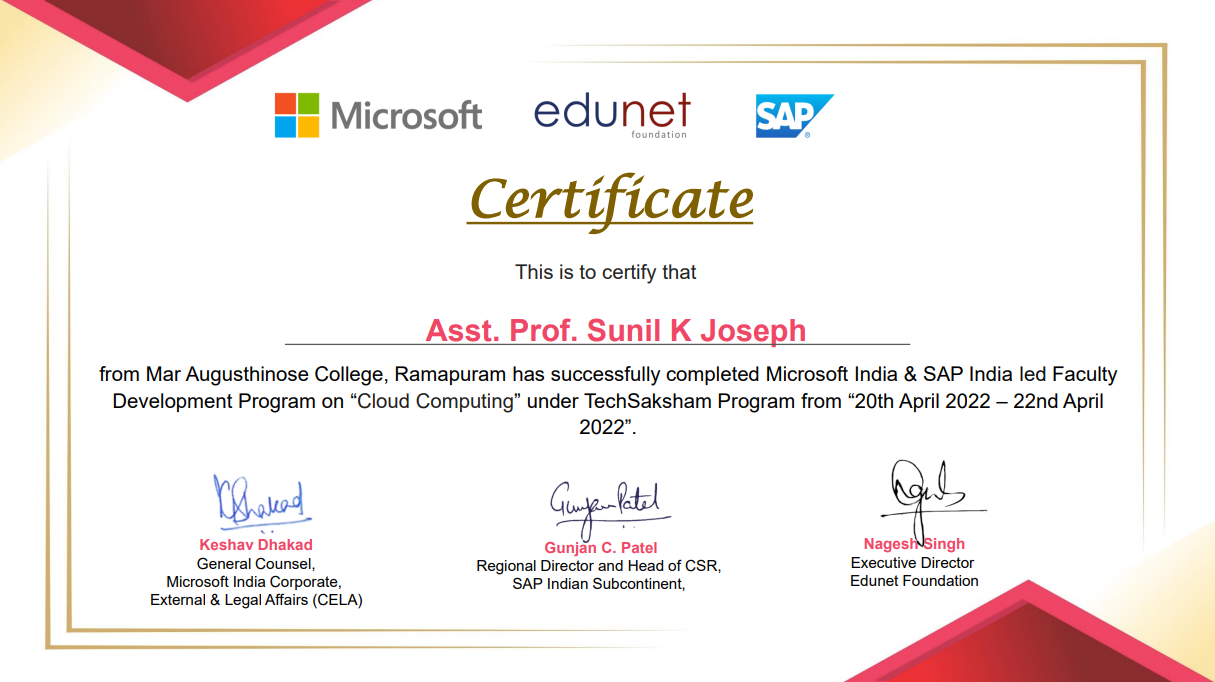 Microsoft
edunet
foundation
SAP
®
Certificate
This is to certify that
Asst. Prof. Sunil K Joseph
from Mar Augusthinose College, Ramapuram has successfully completed Microsoft India & SAP India led Faculty
Development Program on “Cloud Computing” under TechSaksham Program from “20th April 2022 – 22nd April
2022”.
KShakad
Gunjan Patel
Keshav Dhakad
General Counsel,
Microsoft India Corporate,
External & Legal Affairs (CELA)
Gunjan C. Patel
Regional Director and Head of CSR,
SAP Indian Subcontinent,
Nagesh Singh
Executive Director
Edunet Foundation